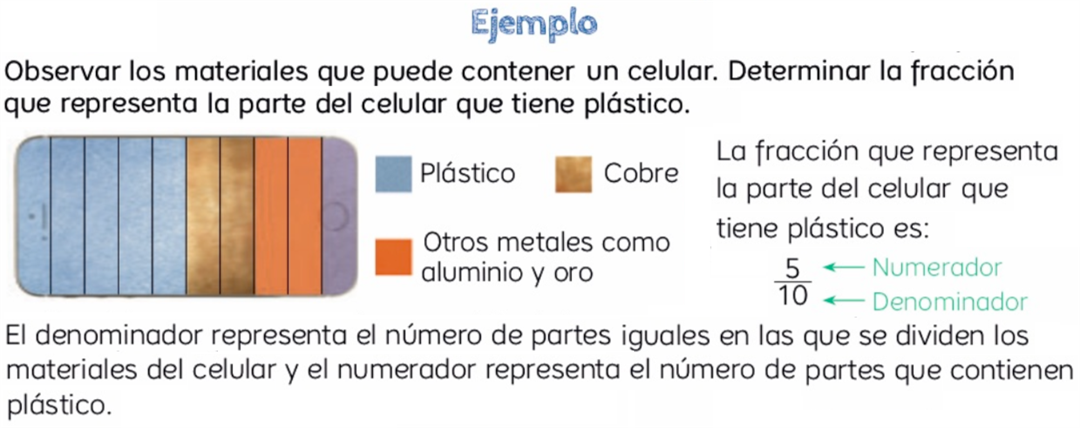 Ejemplo
Observar los materiales que puede contener un celular. Determinar la fracción
que representa la parte del celular que tiene plástico.
Plástico
Cobre
Otros metales como
aluminio y oro
La fracción que representa
la parte del celular que
tiene plástico es:
5 ← Numerador
10 ← Denominador
El denominador representa el número de partes iguales en las que se dividen los
materiales del celular y el numerador representa el número de partes que contienen
plástico.